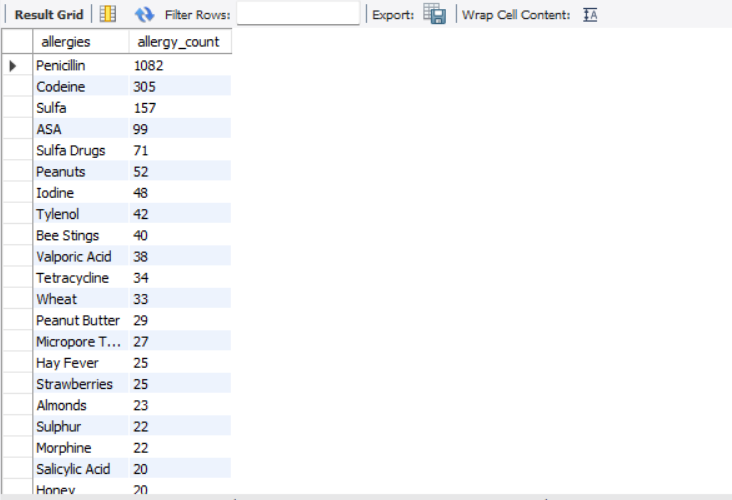 Result Grid Filter Rows: Export: Wrap Cell Content: IA
allergies allergy_count
Penicillin 1082
Codeine 305
Sulfa 157
ASA 99
Sulfa Drugs 71
Peanuts 52
Iodine 48
Tylenol 42
Bee Stings 40
Valporic Acid 38
Tetracycline 34
Wheat 33
Peanut Butter 29
Micropore T... 27
Hay Fever 25
Strawberries 25
Almonds 23
Sulphur 22
Morphine 22
Salicylic Acid 20
Honey 20